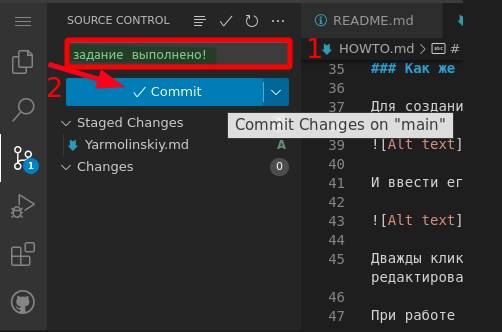 SOURCE CONTROL
задание выполнено!
1
2
Commit
Commit Changes on "main"
Staged Changes
Yarmolinskiy.md
A
Changes
0
1
README.md
HOWTO.md > abc #
35 ### Как же
36
37 Для создани
39 ![Alt text]
40
41 И ввести ег
42
43 ![Alt text]
44
45 Дважды клик
редактирова
46
47 При работе